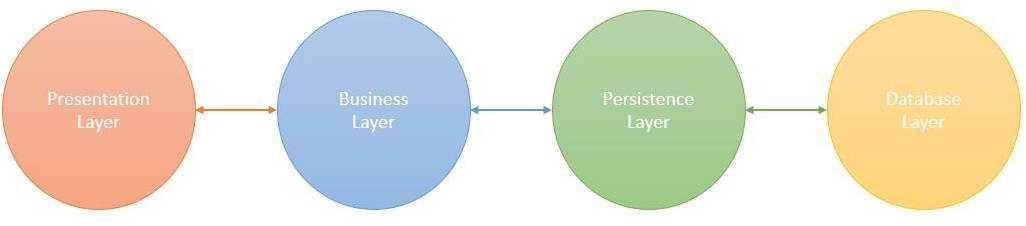 Presentation
Layer
Business
Layer
Persistence
Layer
Database
Layer